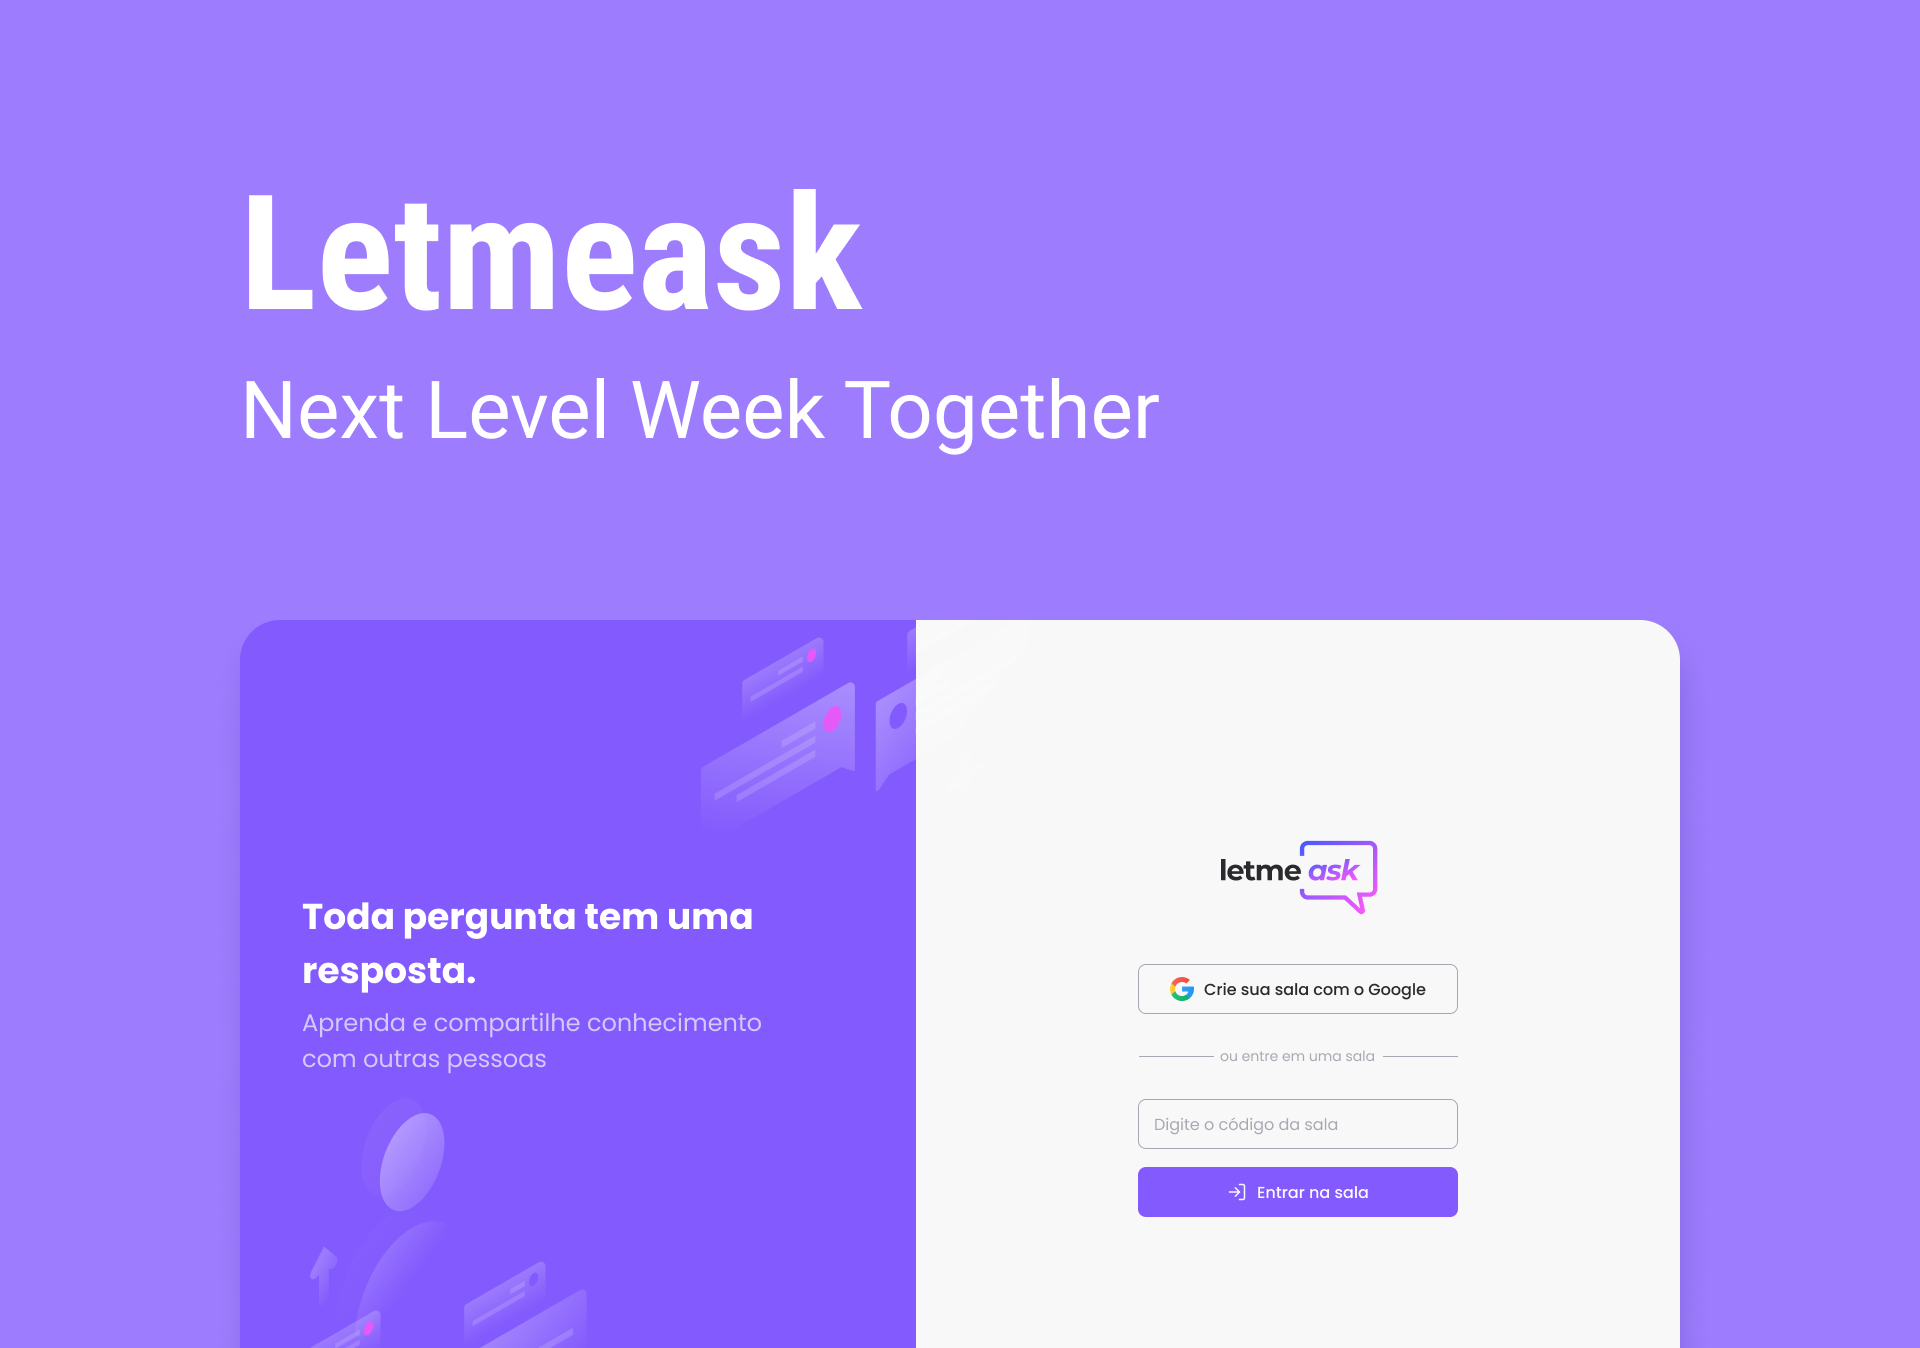 Letmeask
Next Level Week Together
Toda pergunta tem uma
resposta.
Aprenda e compartilhe conhecimento
com outras pessoas
letme ask
Crie sua sala com o Google
ou entre em uma sala
Digite o código da sala
Entrar na sala